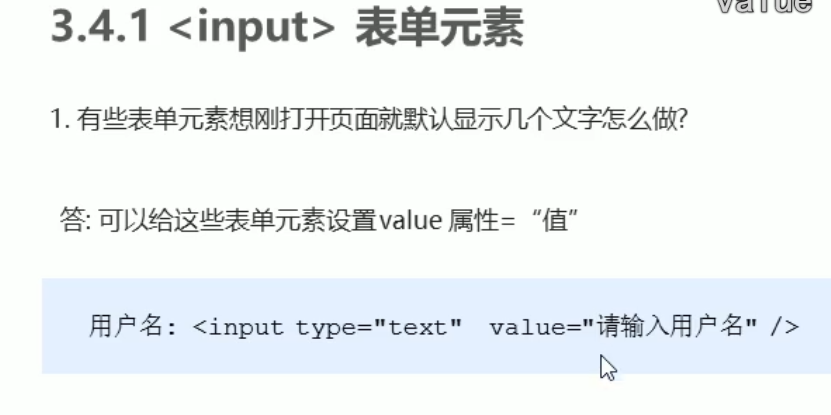 value
3.4.1 <input> 表单元素
1. 有些表单元素想刚打开页面就默认显示几个文字怎么做?
答: 可以给这些表单元素设置value 属性= “值”
用户名: <input type="text" value="请输入用户名" />